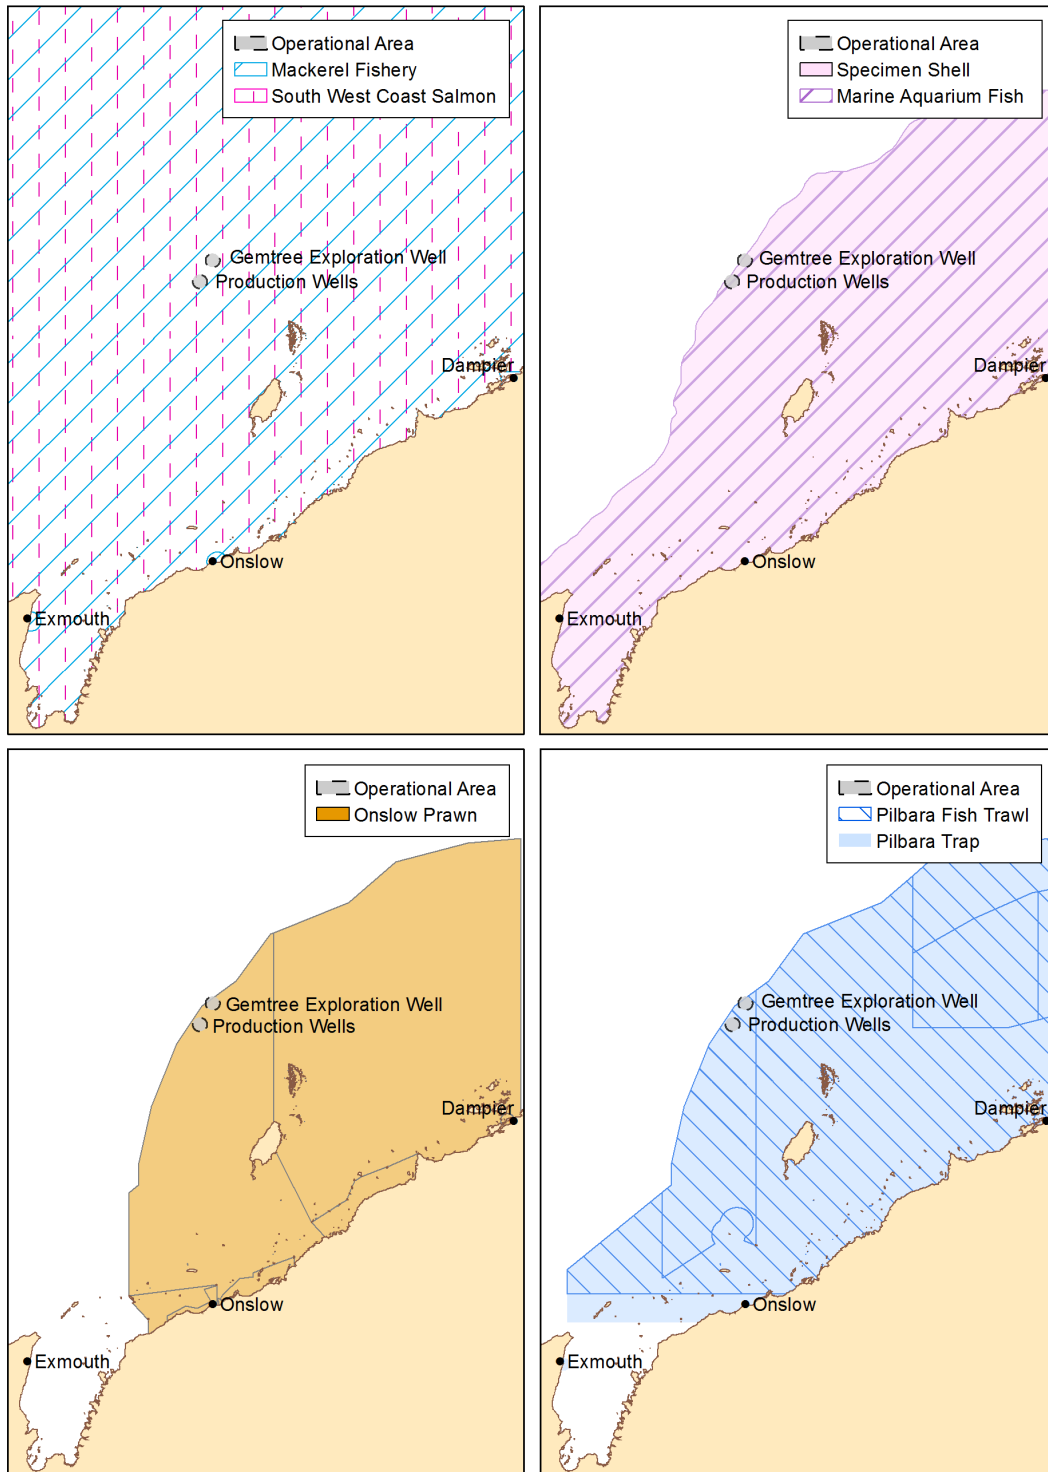 Operational Area
Mackerel Fishery
South West Coast Salmon
Gemtree Exploration Well
Production Wells
Dampier
Onslow
Exmouth
Operational Area
Specimen Shell
Marine Aquarium Fish
Gemtree Exploration Well
Production Wells
Dampier
Onslow
Exmouth
Operational Area
Onslow Prawn
Gemtree Exploration Well
Production Wells
Dampier
Onslow
Exmouth
Operational Area
Pilbara Fish Trawl
Pilbara Trap
Gemtree Exploration Well
Production Wells
Dampier
Onslow
Exmouth